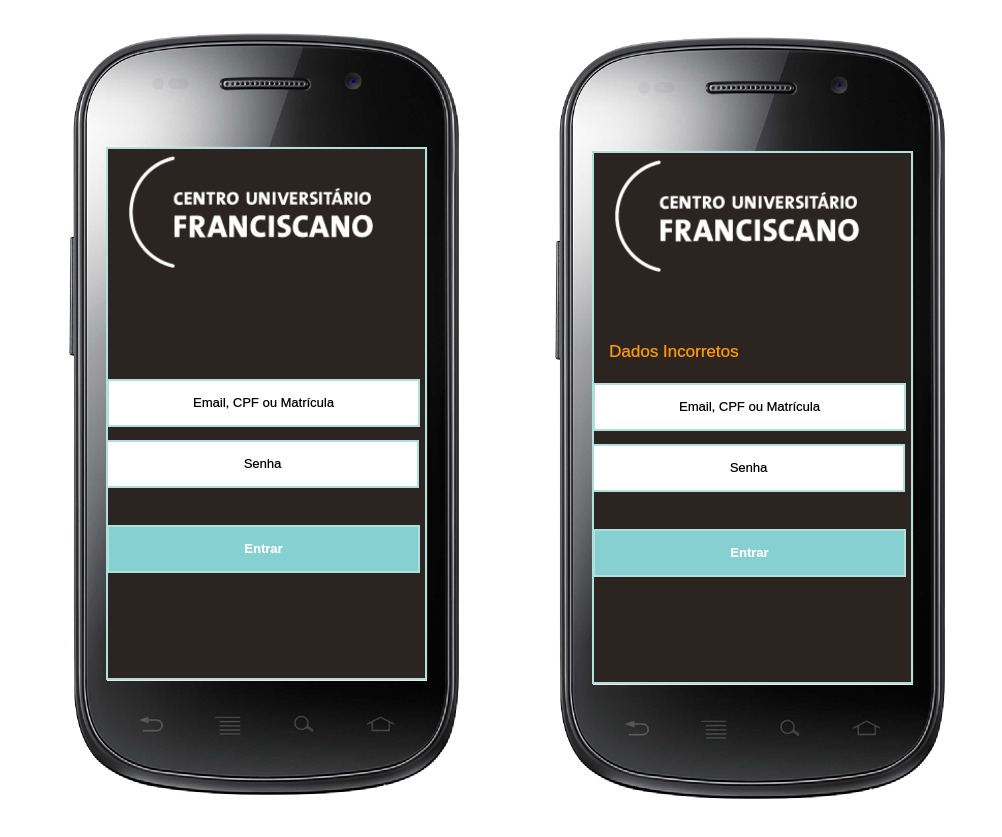 CENTRO UNIVERSITÁRIO
FRANCISCANO
Email, CPF ou Matrícula
Senha
Entrar
CENTRO UNIVERSITÁRIO
FRANCISCANO
Dados Incorretos
Email, CPF ou Matrícula
Senha
Entrar